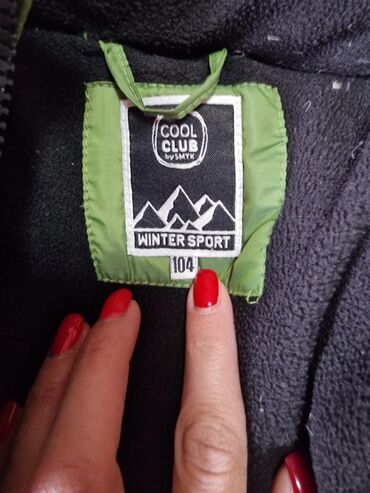 COOL
CLUB
by SMYK
WINTER SPORT
104